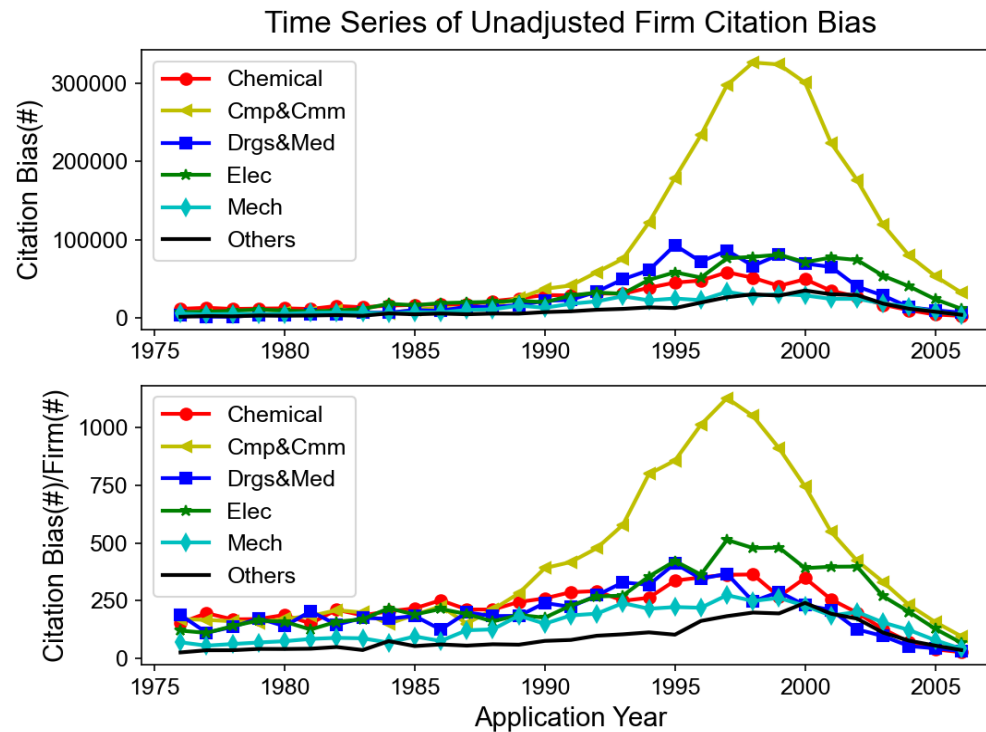 Time Series of Unadjusted Firm Citation Bias
Citation Bias(#)
300000
200000
100000
0
Chemical
Cmp&Cmm
Drgs&Med
Elec
Mech
Others
1975 1980 1985 1990 1995 2000 2005
Citation Bias(#)/Firm(#)
1000
750
500
250
0
Chemical
Cmp&Cmm
Drgs&Med
Elec
Mech
Others
1975 1980 1985 1990 1995 2000 2005
Application Year